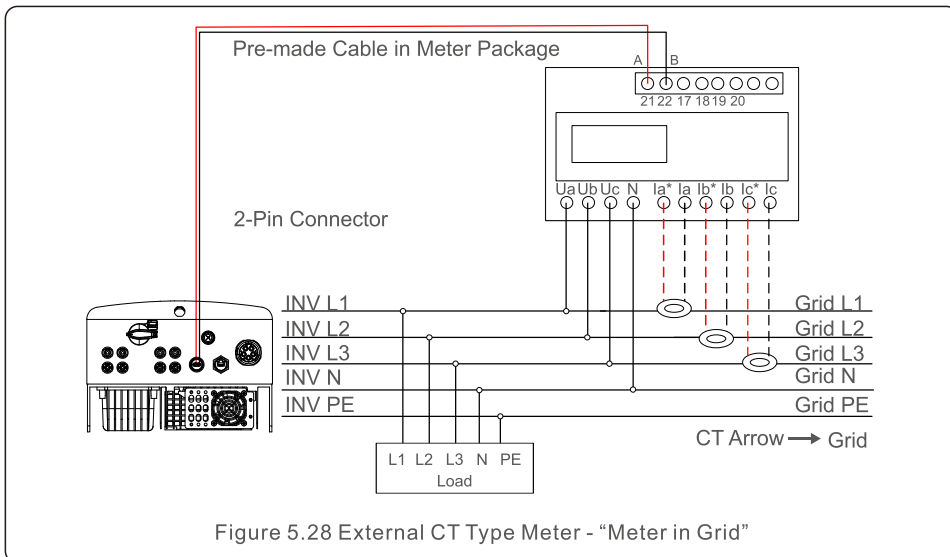 Pre-made Cable in Meter Package
A B
21 22 17 18 19 20
Ua Ub Uc N Ia* Ia Ib* Ib Ic* Ic
2-Pin Connector
INV L1 Grid L1
INV L2 Grid L2
INV L3 Grid L3
INV N Grid N
INV PE Grid PE
CT Arrow → Grid
L1 L2 L3 N PE
Load
Figure 5.28 External CT Type Meter - “Meter in Grid”